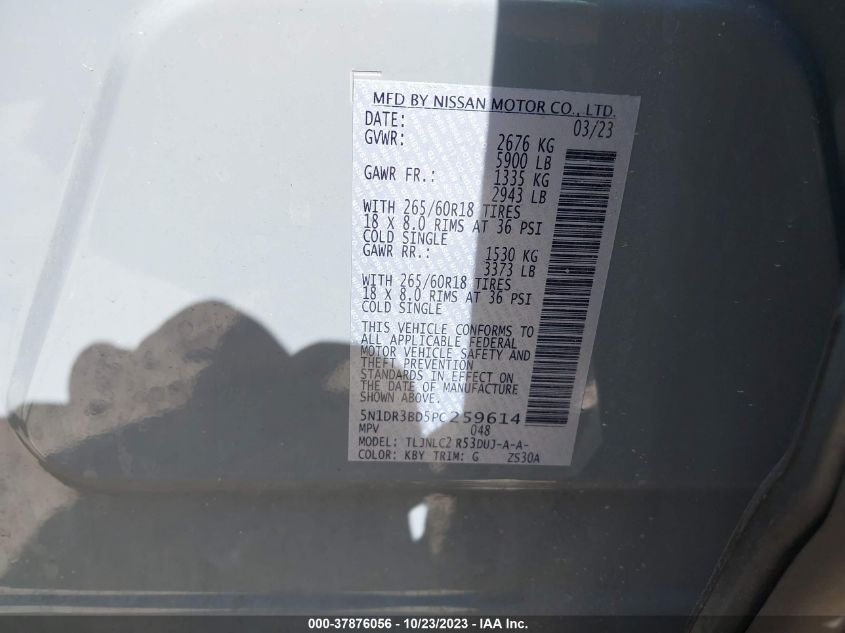 MFD BY NISSAN MOTOR CO., LTD.
DATE: 03/23
GVWR: 2676 KG
5900 LB
GAWR FR.: 1335 KG
2943 LB
WITH 265/60R18 TIRES
18 X 8.0 RIMS AT 36 PSI
COLD SINGLE
GAWR RR.: 1530 KG
3373 LB
WITH 265/60R18 TIRES
18 X 8.0 RIMS AT 36 PSI
COLD SINGLE
THIS VEHICLE CONFORMS TO
ALL APPLICABLE FEDERAL
MOTOR VEHICLE SAFETY AND
THEFT PREVENTION
STANDARDS IN EFFECT ON
THE DATE OF MANUFACTURE
SHOWN ABOVE.
5N1DR3BD5PC259614
MPV 048
MODEL: TLJNLC2 R53DUJ-A-A-
COLOR: KBY TRIM: G ZS30A
000-37876056 - 10/23/2023 - IAA Inc.